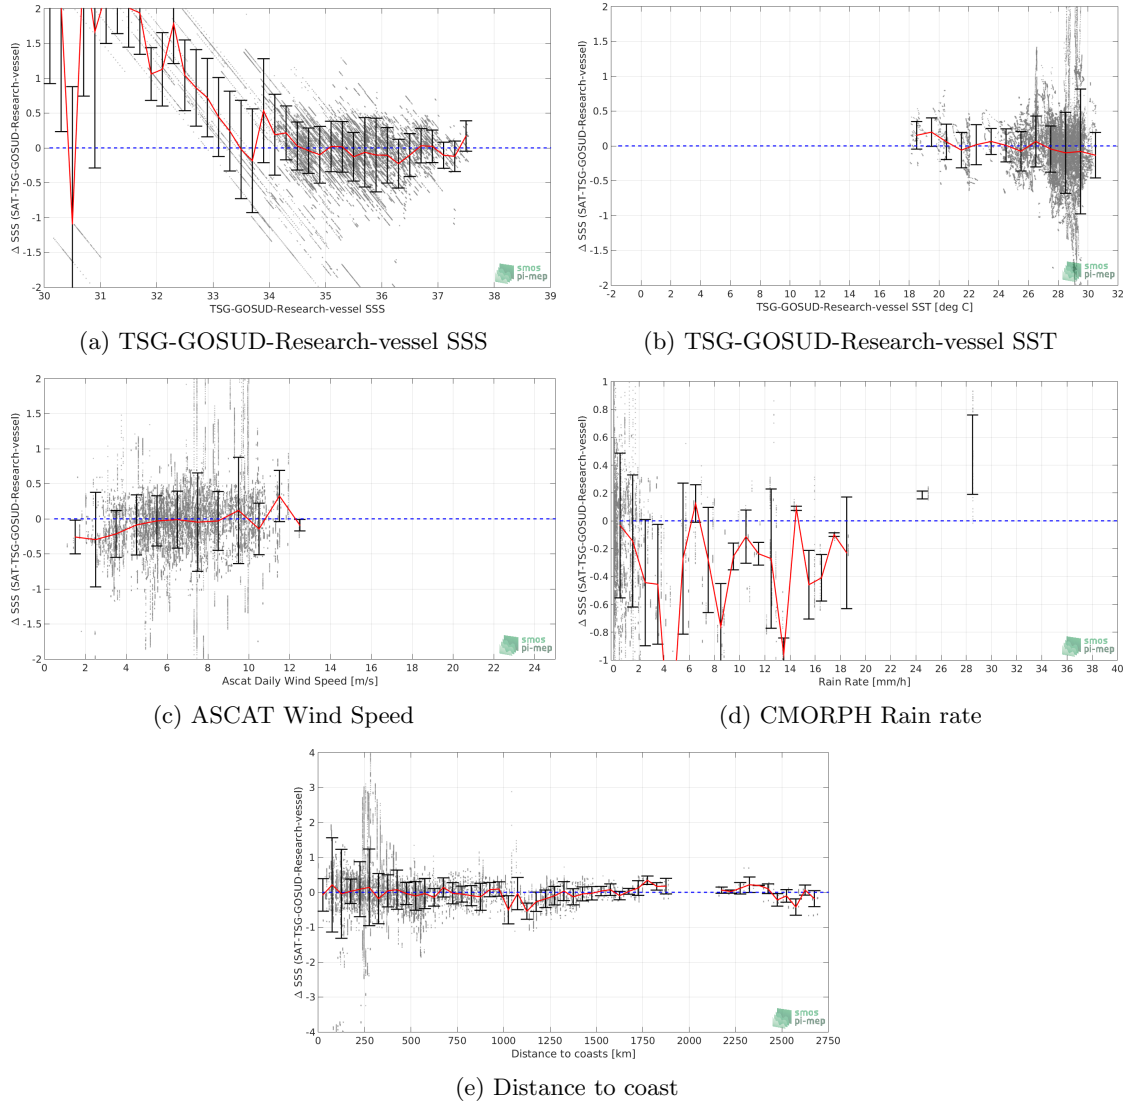 Δ SSS (SAT-TSG-GOSUD-Research-vessel)
2
1.5
1
0.5
0
-0.5
-1
-1.5
-2
30 31 32 33 34 35 36 37 38 39
TSG-GOSUD-Research-vessel SSS
smos
pi-mep
(a) TSG-GOSUD-Research-vessel SSS
Δ SSS (SAT-TSG-GOSUD-Research-vessel)
2
1.5
1
0.5
0
-0.5
-1
-1.5
-2
-2 0 2 4 6 8 10 12 14 16 18 20 22 24 26 28 30 32
TSG-GOSUD-Research-vessel SST [deg C]
smos
pi-mep
(b) TSG-GOSUD-Research-vessel SST
Δ SSS (SAT-TSG-GOSUD-Research-vessel)
2
1.5
1
0.5
0
-0.5
-1
-1.5
-2
0 2 4 6 8 10 12 14 16 18 20 22 24
Ascat Daily Wind Speed [m/s]
smos
pi-mep
(c) ASCAT Wind Speed
Δ SSS (SAT-TSG-GOSUD-Research-vessel)
1
0.8
0.6
0.4
0.2
0
-0.2
-0.4
-0.6
-0.8
-1
0 2 4 6 8 10 12 14 16 18 20 22 24 26 28 30 32 34 36 38 40
Rain Rate [mm/h]
smos
pi-mep
(d) CMORPH Rain rate
Δ SSS (SAT-TSG-GOSUD-Research-vessel)
4
3
2
1
0
-1
-2
-3
-4
0 250 500 750 1000 1250 1500 1750 2000 2250 2500 2750
Distance to coasts [km]
smos
pi-mep
(e) Distance to coast